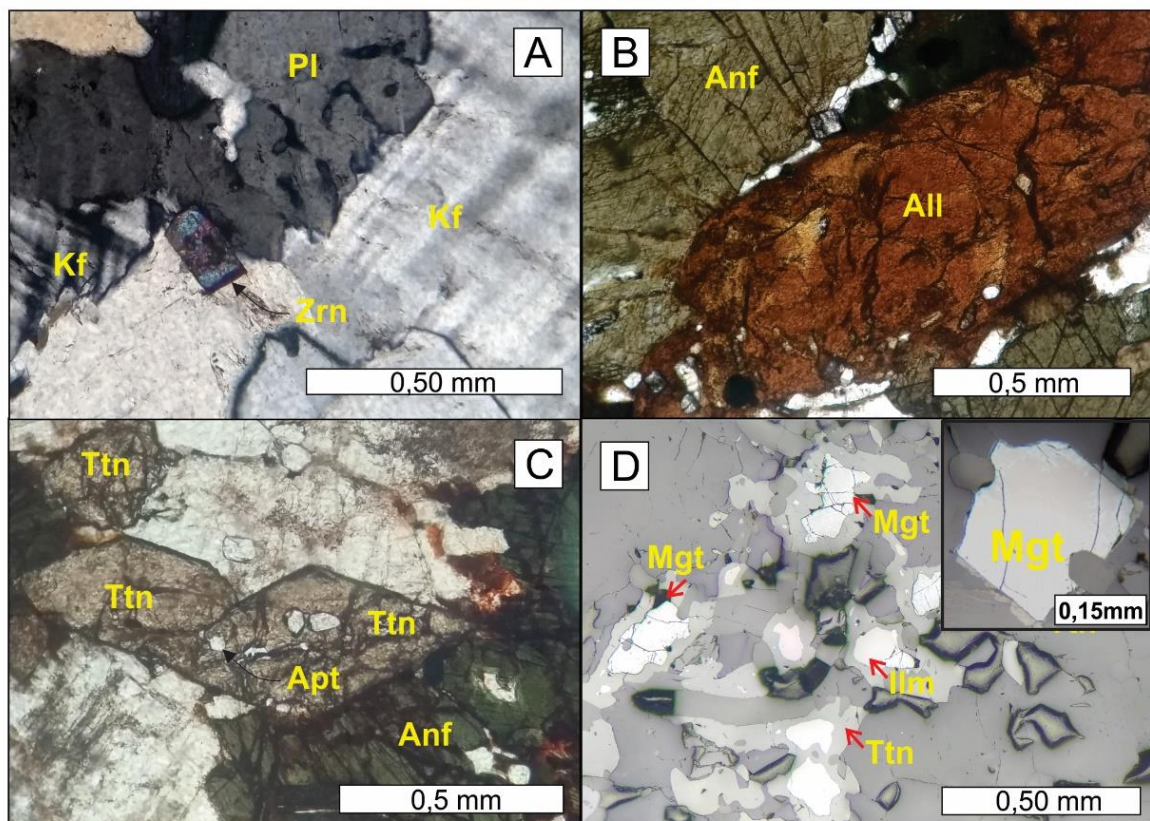 A
Pl
Kf
Kf
Zrn
0,50 mm
B
Anf
All
0,5 mm
C
Ttn
Ttn
Ttn
Apt
Anf
0,5 mm
D
Mgt
Mgt
Mgt
0,15mm
Ilm
Ttn
0,50 mm